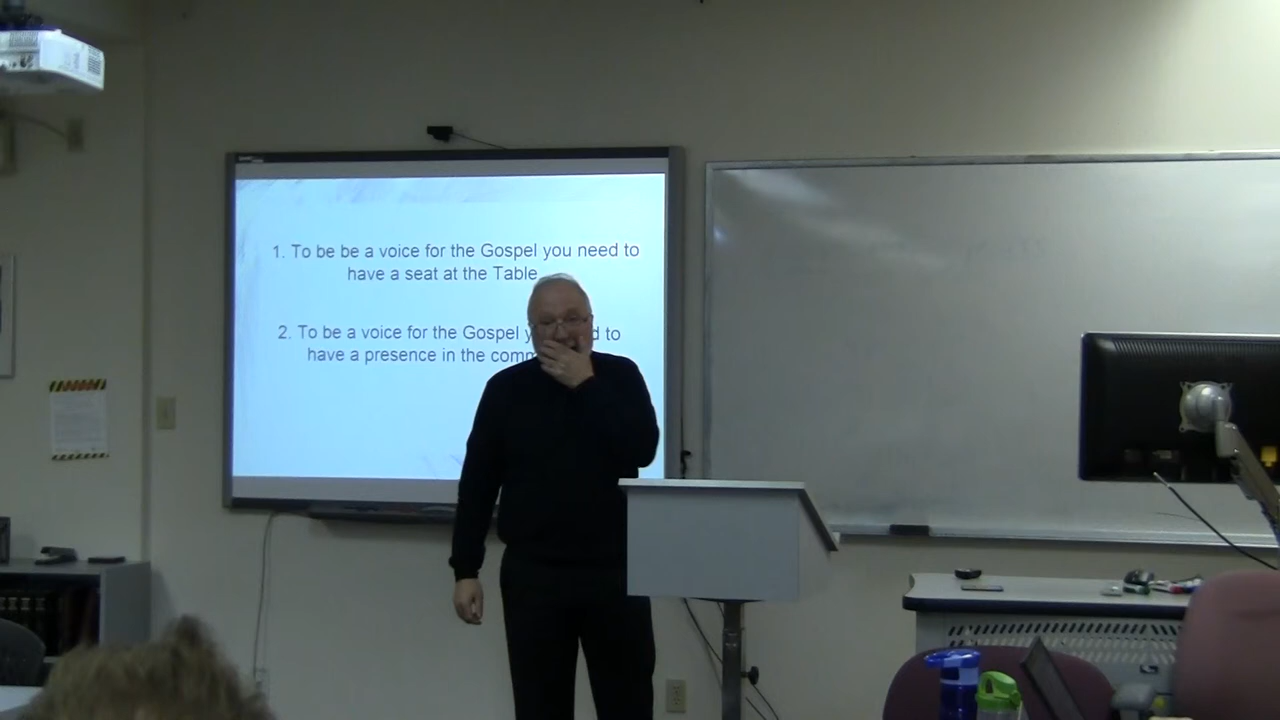 1. To be be a voice for the Gospel you need to
have a seat at the Table
2. To be a voice for the Gospel to
have a presence in the